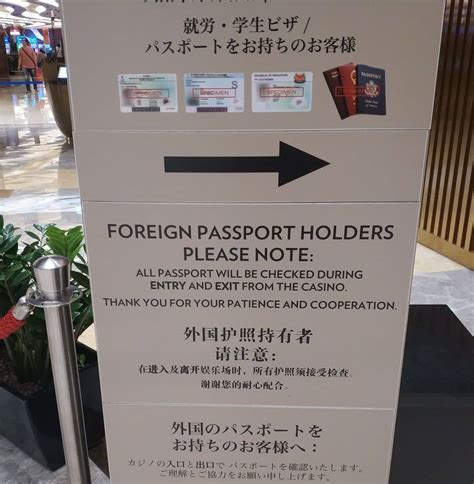 就労・学生ビザ /
パスポートをお持ちのお客様
SPECIMEN
SPECIMEN
SPECIMEN
PASSPORT
FOREIGN PASSPORT HOLDERS
PLEASE NOTE:
ALL PASSPORT WILL BE CHECKED DURING
ENTRY AND EXIT FROM THE CASINO.
THANK YOU FOR YOUR PATIENCE AND COOPERATION.
外国护照持有者
请注意:
在进入及离开娱乐场时，所有护照须接受检查。
谢谢您的耐心配合。
外国のパスポートを
お持ちのお客様へ：
カジノの入口と出口で パスポートを確認いたします。
ご理解とご協力をお願い申し上げます。